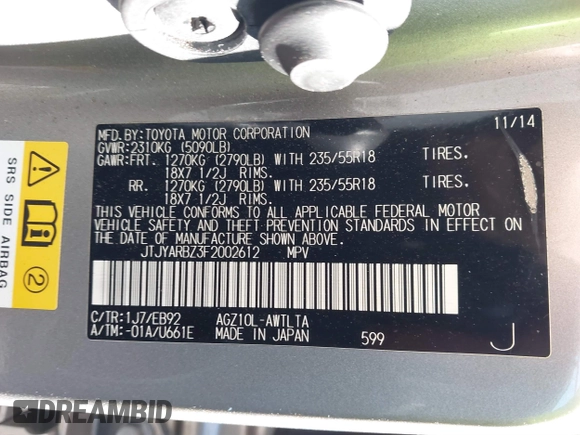 MFD.BY:TOYOTA MOTOR CORPORATION 11/14
GVWR:2310KG (5090LB)
GAWR:FRT. 1270KG (2790LB) WITH 235/55R18 TIRES.
18X7 1/2J RIMS.
RR. 1270KG (2790LB) WITH 235/55R18 TIRES.
18X7 1/2J RIMS.
THIS VEHICLE CONFORMS TO ALL APPLICABLE FEDERAL MOTOR
VEHICLE SAFETY AND THEFT PREVENTION STANDARDS IN EFFECT ON
THE DATE OF MANUFACTURE SHOWN ABOVE.
JTJYARBZ3F2002612 MPV
C/TR:1J7/EB92 AGZ10L-AWTLTA
A/TM:-01A/U661E MADE IN JAPAN 599 J
SRS SIDE AIRBAG
2
DREAMBID